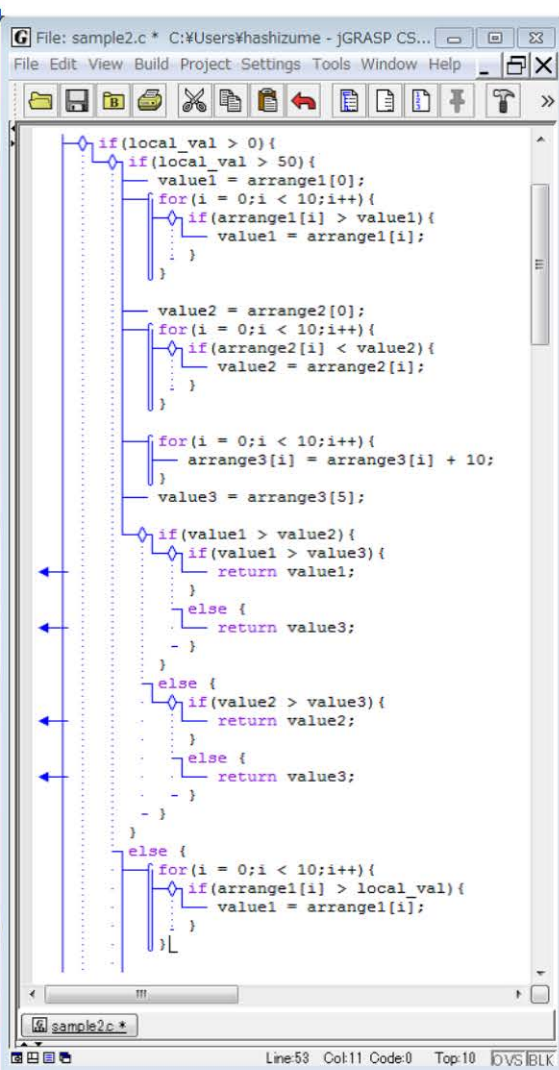 File: sample2.c *  C:¥Users¥hashizume - jGRASP CS...
File Edit View Build Project Settings Tools Window Help
if(local_val > 0){
if(local_val > 50){
value1 = arrange1[0];
for(i = 0;i < 10;i++){
if(arrange1[i] > value1){
value1 = arrange1[i];
}
}
value2 = arrange2[0];
for(i = 0;i < 10;i++){
if(arrange2[i] < value2){
value2 = arrange2[i];
}
}
for(i = 0;i < 10;i++){
arrange3[i] = arrange3[i] + 10;
}
value3 = arrange3[5];
if(value1 > value2){
if(value1 > value3){
return value1;
}
else {
return value3;
}
}
else {
if(value2 > value3){
return value2;
}
else {
return value3;
}
}
}
else {
for(i = 0;i < 10;i++){
if(arrange1[i] > local_val){
value1 = arrange1[i];
}
}
sample2.c *
Line:53 Col:11 Code:0 Top:10 OVS BLK